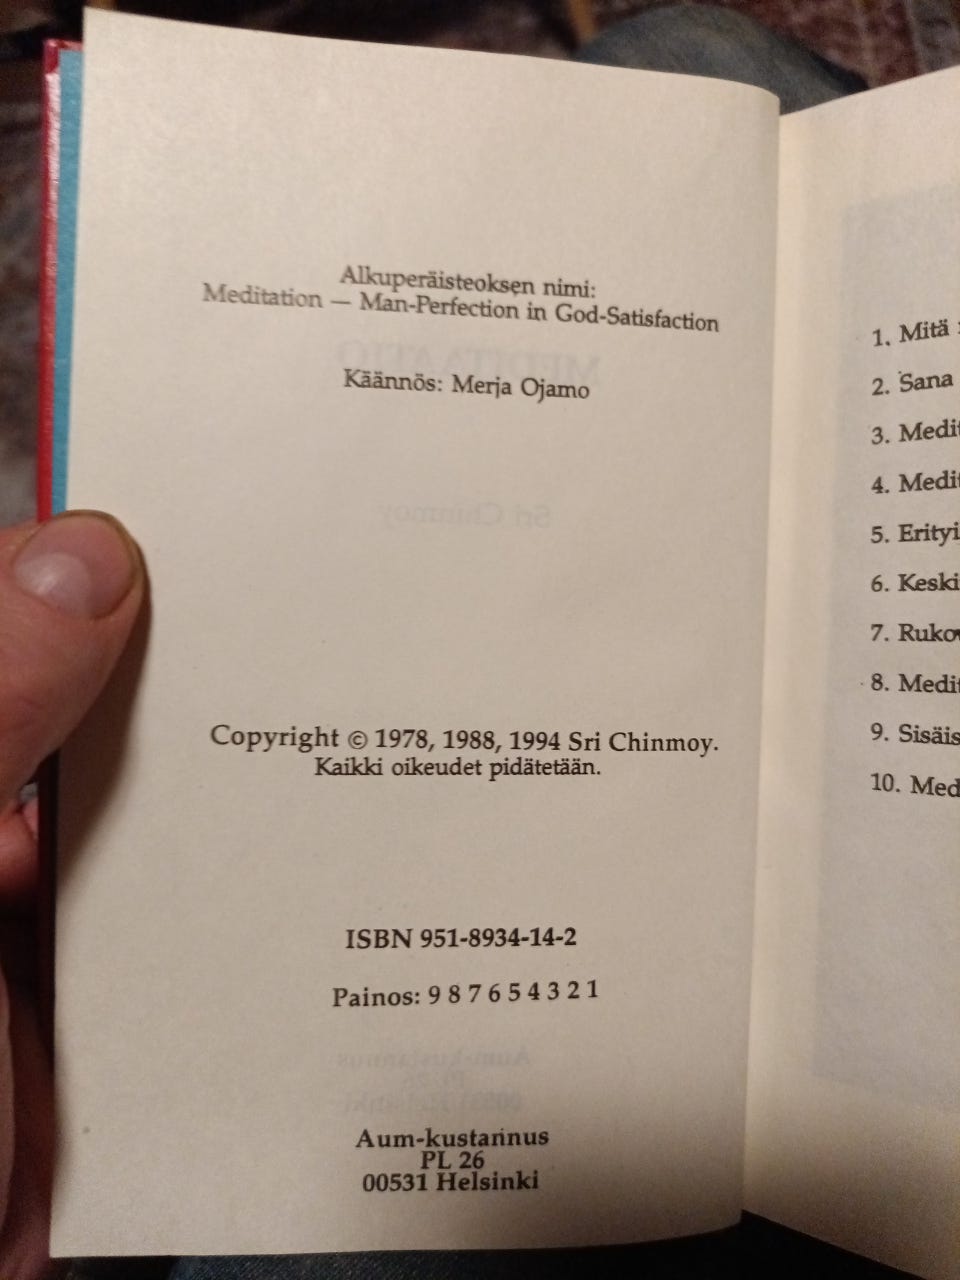 Alkuperäisteoksen nimi:
Meditation — Man-Perfection in God-Satisfaction
Käännös: Merja Ojamo
Copyright © 1978, 1988, 1994 Sri Chinmoy.
Kaikki oikeudet pidätetään.
ISBN 951-8934-14-2
Painos: 9 8 7 6 5 4 3 2 1
Aum-kustannus
PL 26
00531 Helsinki
1. Mitä
2. Sana
3. Medit
4. Medit
5. Erityi
6. Keski
7. Ruko
8. Medit
9. Sisäis
10. Med